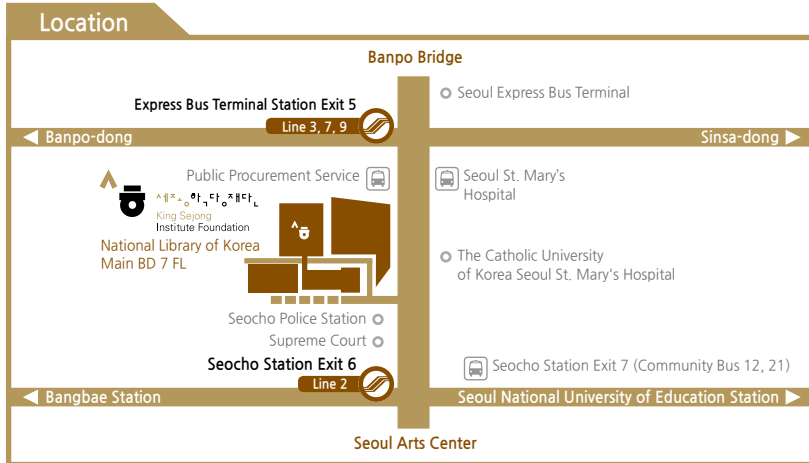 Location
Banpo Bridge
Seoul Express Bus Terminal
Express Bus Terminal Station Exit 5
Line 3, 7, 9
Banpo-dong
Sinsa-dong
Public Procurement Service
Seoul St. Mary's
Hospital
세종학당재단
King Sejong
Institute Foundation
National Library of Korea
Main BD 7 FL
The Catholic University
of Korea Seoul St. Mary's Hospital
Seocho Police Station
Supreme Court
Seocho Station Exit 6
Line 2
Seocho Station Exit 7 (Community Bus 12, 21)
Bangbae Station
Seoul National University of Education Station
Seoul Arts Center